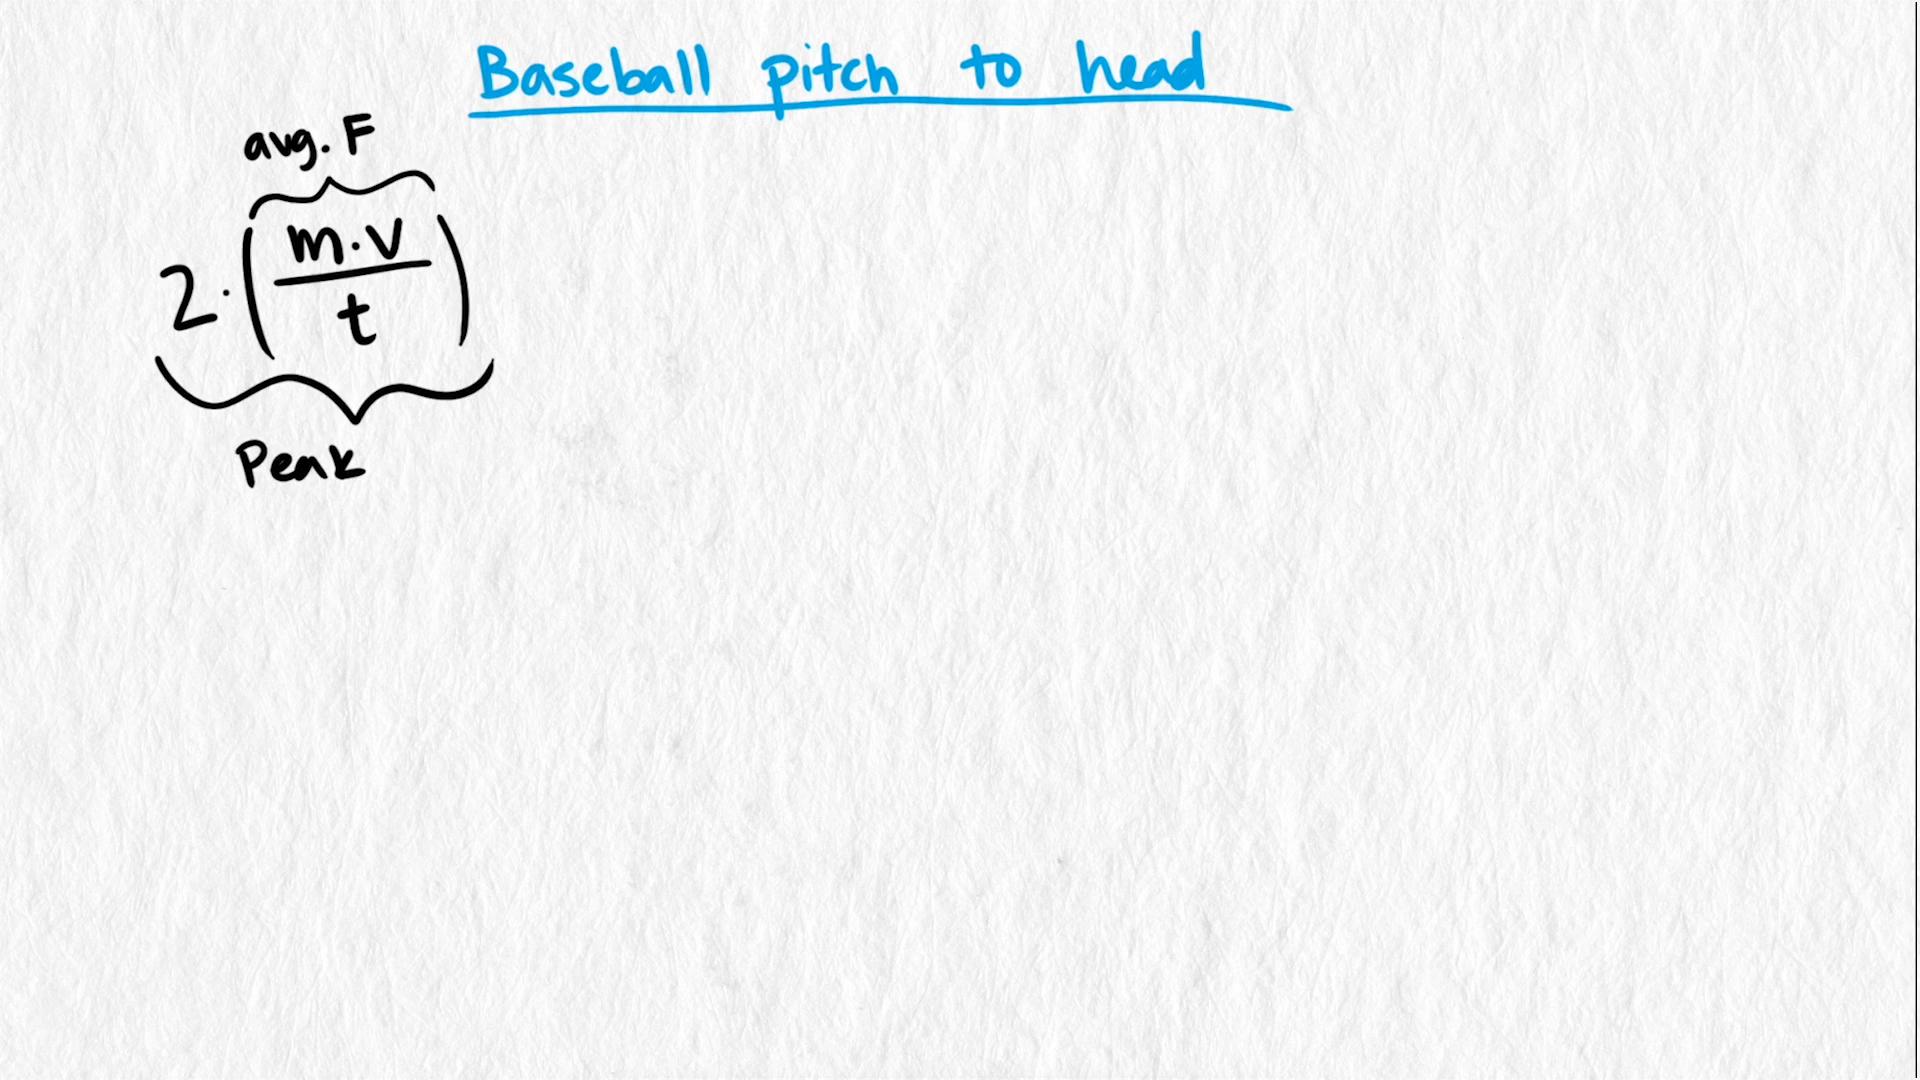 Baseball pitch to head
avg. F
2 · (m·v / t)
Peak